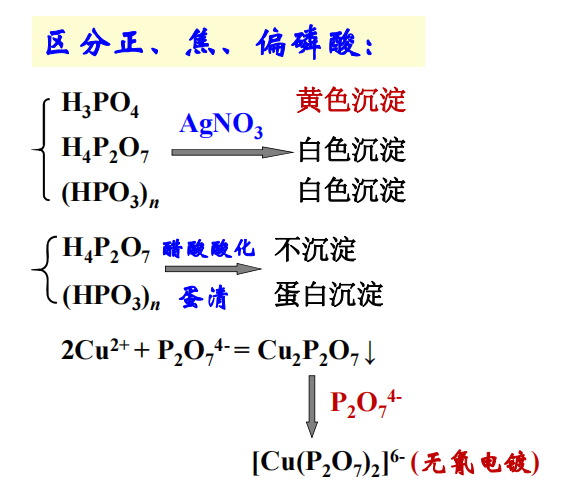 区分正、焦、偏磷酸：
H₃PO₄ 黄色沉淀
AgNO₃
H₄P₂O₇ 白色沉淀
(HPO₃)ₙ 白色沉淀
H₄P₂O₇ 醋酸酸化 不沉淀
(HPO₃)ₙ 蛋清 蛋白沉淀
2Cu²⁺ + P₂O₇⁴⁻ = Cu₂P₂O₇↓
P₂O₇⁴⁻
[Cu(P₂O₇)₂]⁶⁻ (无氰电镀)